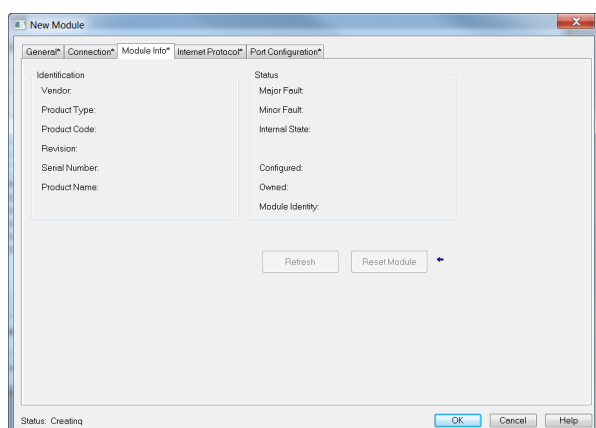 New Module
General* Connection* Module Info* Internet Protocol* Port Configuration*
Identification
Vendor:
Product Type:
Product Code:
Revision:
Serial Number:
Product Name:
Status
Major Fault:
Minor Fault:
Internal State:
Configured:
Owned:
Module Identity:
Refresh Reset Module
Status: Creating
OK Cancel Help